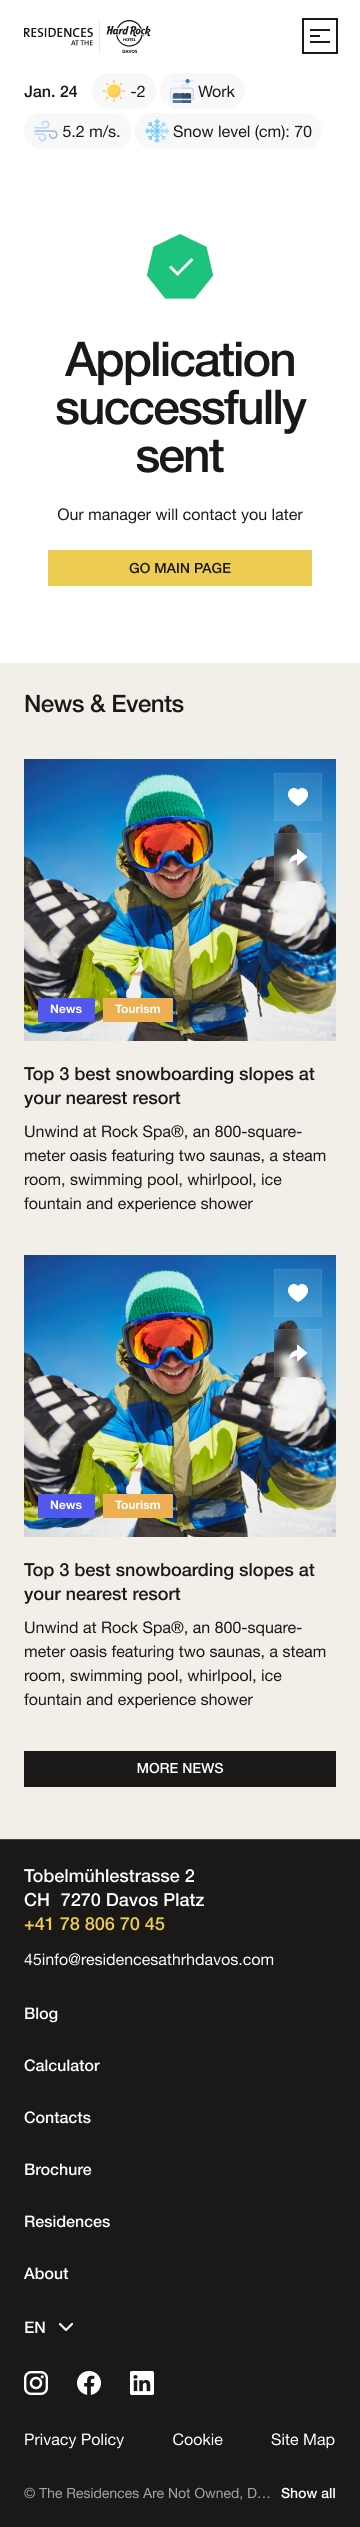 RESIDENCES
AT THE
Hard Rock
HOTEL
DAVOS
Jan. 24 -2 Work
5.2 m/s. Snow level (cm): 70
Application
successfully
sent
Our manager will contact you later
GO MAIN PAGE
News & Events
News Tourism
Top 3 best snowboarding slopes at
your nearest resort
Unwind at Rock Spa®, an 800-square-
meter oasis featuring two saunas, a steam
room, swimming pool, whirlpool, ice
fountain and experience shower
News Tourism
Top 3 best snowboarding slopes at
your nearest resort
Unwind at Rock Spa®, an 800-square-
meter oasis featuring two saunas, a steam
room, swimming pool, whirlpool, ice
fountain and experience shower
MORE NEWS
Tobelmühlestrasse 2
CH 7270 Davos Platz
+41 78 806 70 45
45info@residencesathrhdavos.com
Blog
Calculator
Contacts
Brochure
Residences
About
EN
Privacy Policy Cookie Site Map
© The Residences Are Not Owned, D... Show all